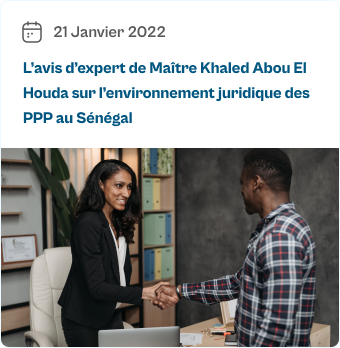 21 Janvier 2022
L’avis d’expert de Maître Khaled Abou El
Houda sur l’environnement juridique des
PPP au Sénégal